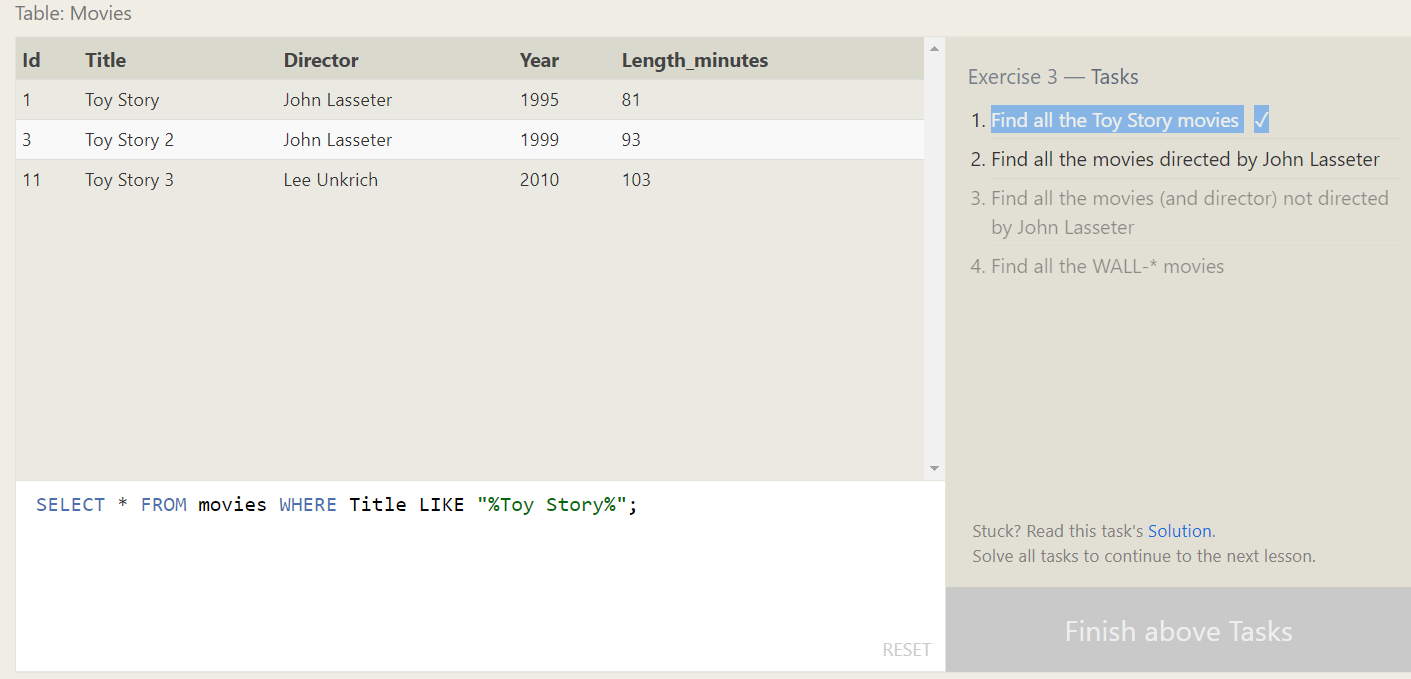 Table: Movies
Id Title Director Year Length_minutes
1 Toy Story John Lasseter 1995 81
3 Toy Story 2 John Lasseter 1999 93
11 Toy Story 3 Lee Unkrich 2010 103
SELECT * FROM movies WHERE Title LIKE "%Toy Story%";
RESET
Exercise 3 — Tasks
1. Find all the Toy Story movies ✓
2. Find all the movies directed by John Lasseter
3. Find all the movies (and director) not directed
by John Lasseter
4. Find all the WALL-* movies
Stuck? Read this task's Solution.
Solve all tasks to continue to the next lesson.
Finish above Tasks